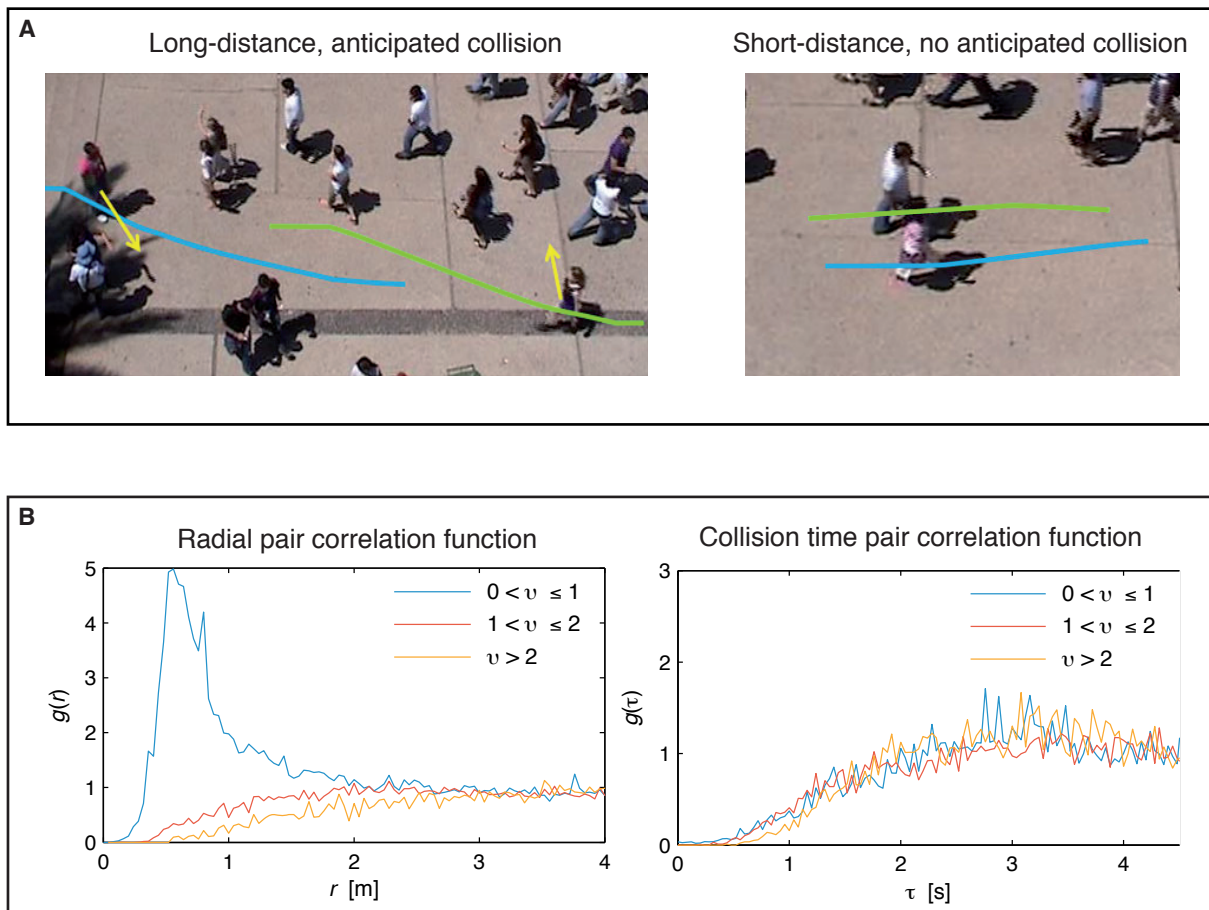 A
Long-distance, anticipated collision
Short-distance, no anticipated collision
B
Radial pair correlation function
5
4
3
2
1
0
g(r)
0 < υ ≤ 1
1 < υ ≤ 2
υ > 2
0 1 2 3 4
r [m]
Collision time pair correlation function
3
2
1
0
g(τ)
0 < υ ≤ 1
1 < υ ≤ 2
υ > 2
0 1 2 3 4
τ [s]